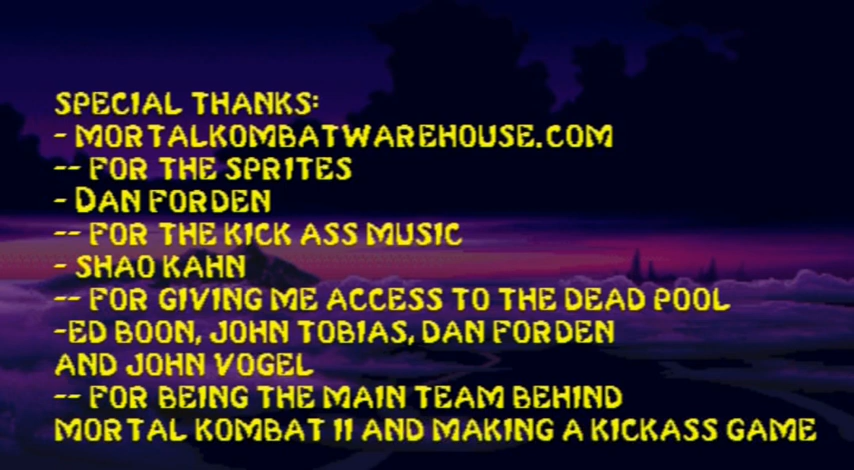 SPECIAL THANKS:
- MORTALKOMBATWAREHOUSE.COM
-- FOR THE SPRITES
- DAN FORDEN
-- FOR THE KICK ASS MUSIC
- SHAO KAHN
-- FOR GIVING ME ACCESS TO THE DEAD POOL
-ED BOON, JOHN TOBIAS, DAN FORDEN
AND JOHN VOGEL
-- FOR BEING THE MAIN TEAM BEHIND
MORTAL KOMBAT II AND MAKING A KICKASS GAME